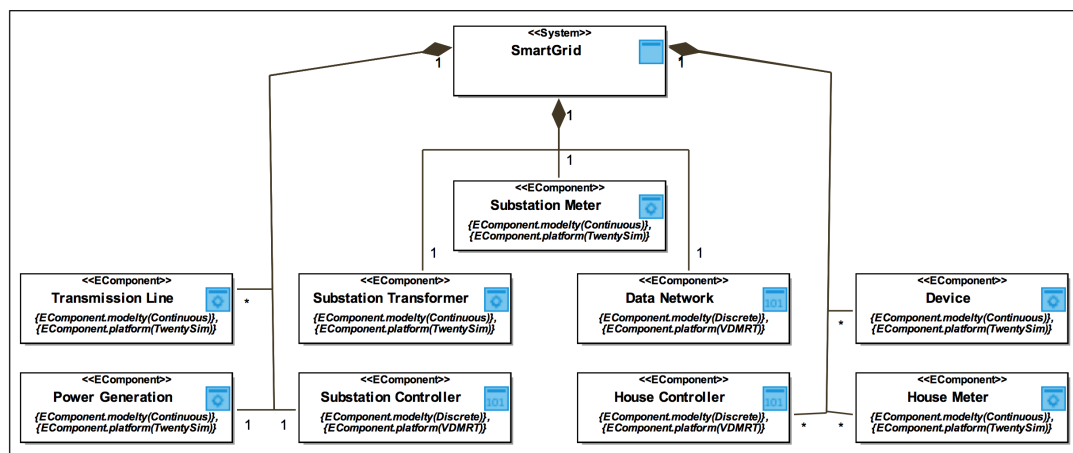 <<System>>
SmartGrid
1
1
1
1
<<EComponent>>
Substation Meter
{EComponent.modelty(Continuous)},
{EComponent.platform(TwentySim)}
1
1
<<EComponent>>
Transmission Line
{EComponent.modelty(Continuous)},
{EComponent.platform(TwentySim)}
*
<<EComponent>>
Substation Transformer
{EComponent.modelty(Continuous)},
{EComponent.platform(TwentySim)}
<<EComponent>>
Data Network
101
{EComponent.modelty(Discrete)},
{EComponent.platform(VDMRT)}
*
<<EComponent>>
Device
{EComponent.modelty(Continuous)},
{EComponent.platform(TwentySim)}
<<EComponent>>
Power Generation
{EComponent.modelty(Continuous)},
{EComponent.platform(TwentySim)}
1
1
<<EComponent>>
Substation Controller
101
{EComponent.modelty(Discrete)},
{EComponent.platform(VDMRT)}
<<EComponent>>
House Controller
101
{EComponent.modelty(Discrete)},
{EComponent.platform(VDMRT)}
*
*
<<EComponent>>
House Meter
{EComponent.modelty(Continuous)},
{EComponent.platform(TwentySim)}